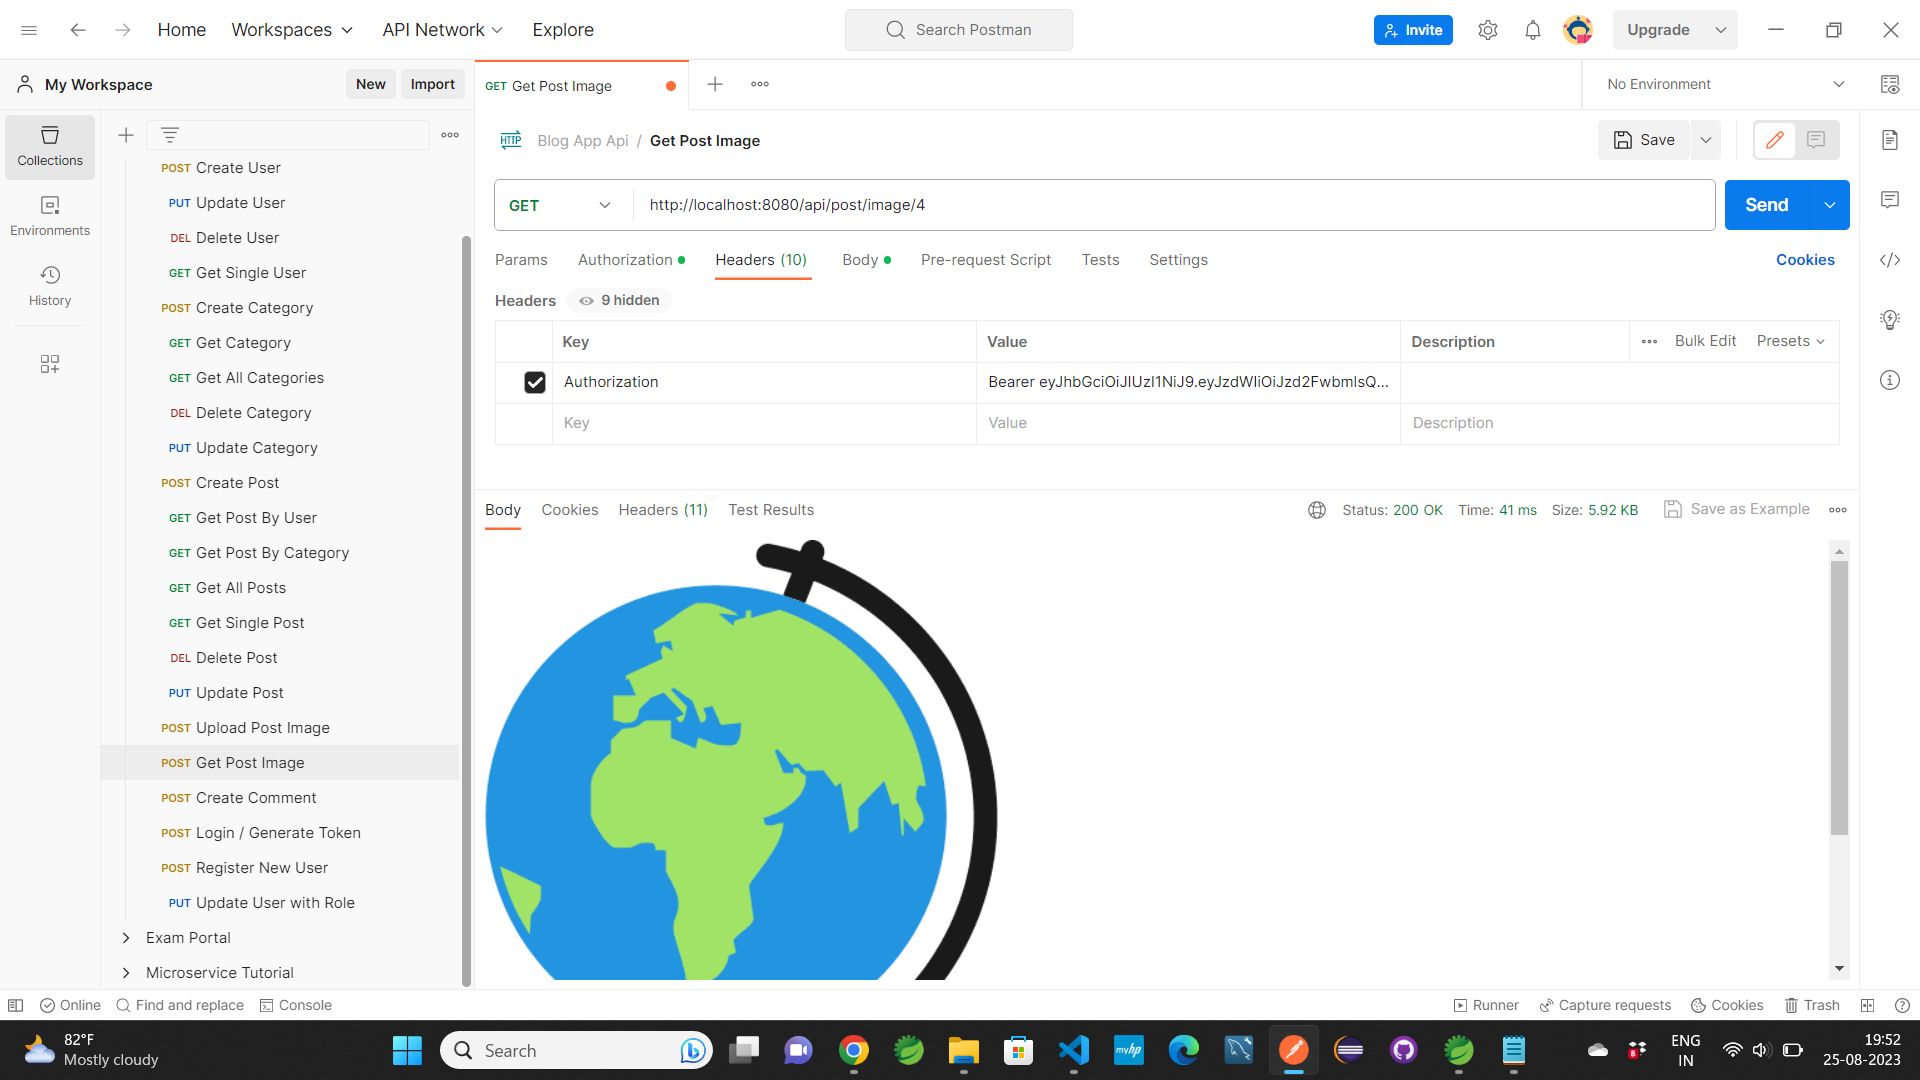 Home Workspaces API Network Explore Search Postman Invite Upgrade
My Workspace New Import GET Get Post Image No Environment
HTTP Blog App Api / Get Post Image Save
Collections
Environments
History
POST Create User
PUT Update User
DEL Delete User
GET Get Single User
POST Create Category
GET Get Category
GET Get All Categories
DEL Delete Category
PUT Update Category
POST Create Post
GET Get Post By User
GET Get Post By Category
GET Get All Posts
GET Get Single Post
DEL Delete Post
PUT Update Post
POST Upload Post Image
POST Get Post Image
POST Create Comment
POST Login / Generate Token
POST Register New User
PUT Update User with Role
Exam Portal
Microservice Tutorial
GET http://localhost:8080/api/post/image/4 Send
Params Authorization Headers (10) Body Pre-request Script Tests Settings Cookies
Headers 9 hidden
Key Value Description Bulk Edit Presets
Authorization Bearer eyJhbGciOiJIUzI1NiJ9.eyJzdWIiOiJzd2FwbmlsQ...
Key Value Description
Body Cookies Headers (11) Test Results Status: 200 OK Time: 41 ms Size: 5.92 KB Save as Example
Online Find and replace Console Runner Capture requests Cookies Trash
82°F
Mostly cloudy
Search
myhp
8
ENG
IN
19:52
25-08-2023